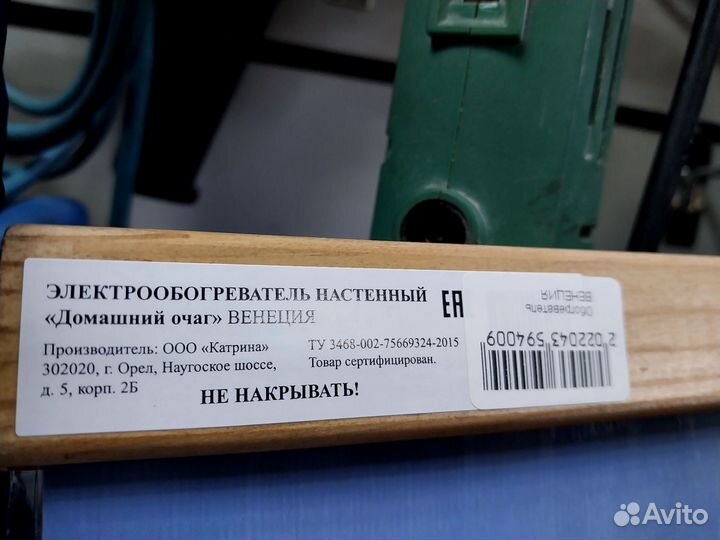 ЭЛЕКТРООБОГРЕВАТЕЛЬ НАСТЕННЫЙ
«Домашний очаг» ВЕНЕЦИЯ
EAC
Производитель: ООО «Катрина»
302020, г. Орел, Наугоское шоссе,
д. 5, корп. 2Б
ТУ 3468-002-75669324-2015
Товар сертифицирован.
НЕ НАКРЫВАТЬ!
Обогреватель
ВЕНЕЦИЯ
2 022043 594009
Avito